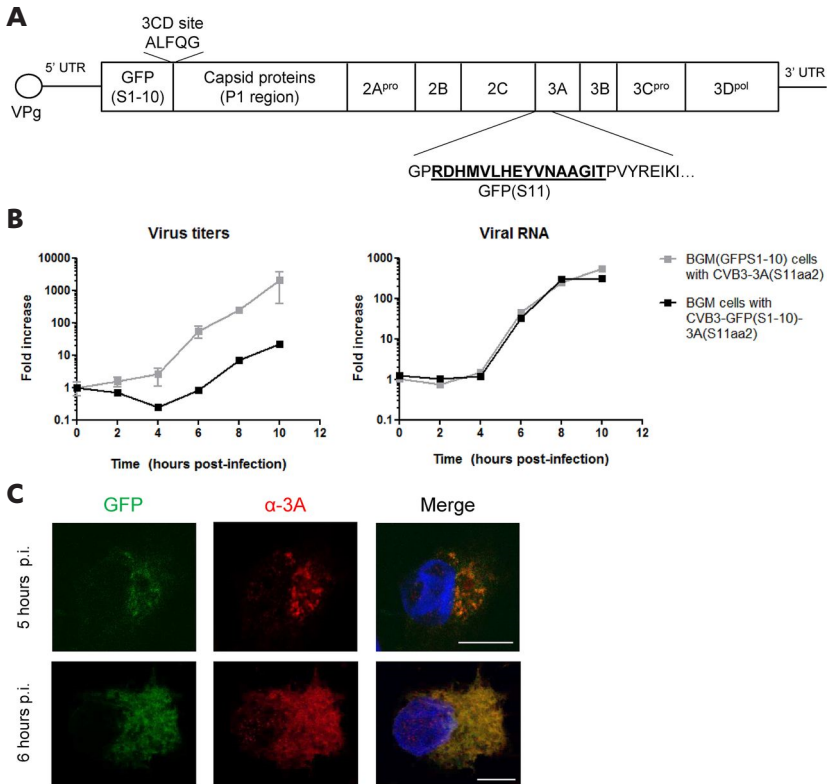 A
3CD site
ALFQG
5' UTR
3' UTR
VPg
GFP
(S1-10)
Capsid proteins
(P1 region)
2Aᵖʳᵒ
2B
2C
3A
3B
3Cᵖʳᵒ
3Dᵖᵒˡ
GPRDHMVLHEYVNAAGITPVYREIKI...
GFP(S11)
B
Virus titers
Fold increase
10000
1000
100
10
1
0.1
0 2 4 6 8 10 12
Time (hours post-infection)
Viral RNA
Fold increase
1000
100
10
1
0.1
0 2 4 6 8 10 12
Time (hours post-infection)
BGM(GFPS1-10) cells
with CVB3-3A(S11aa2)
BGM cells with
CVB3-GFP(S1-10)-
3A(S11aa2)
C
GFP α-3A Merge
5 hours p.i.
6 hours p.i.